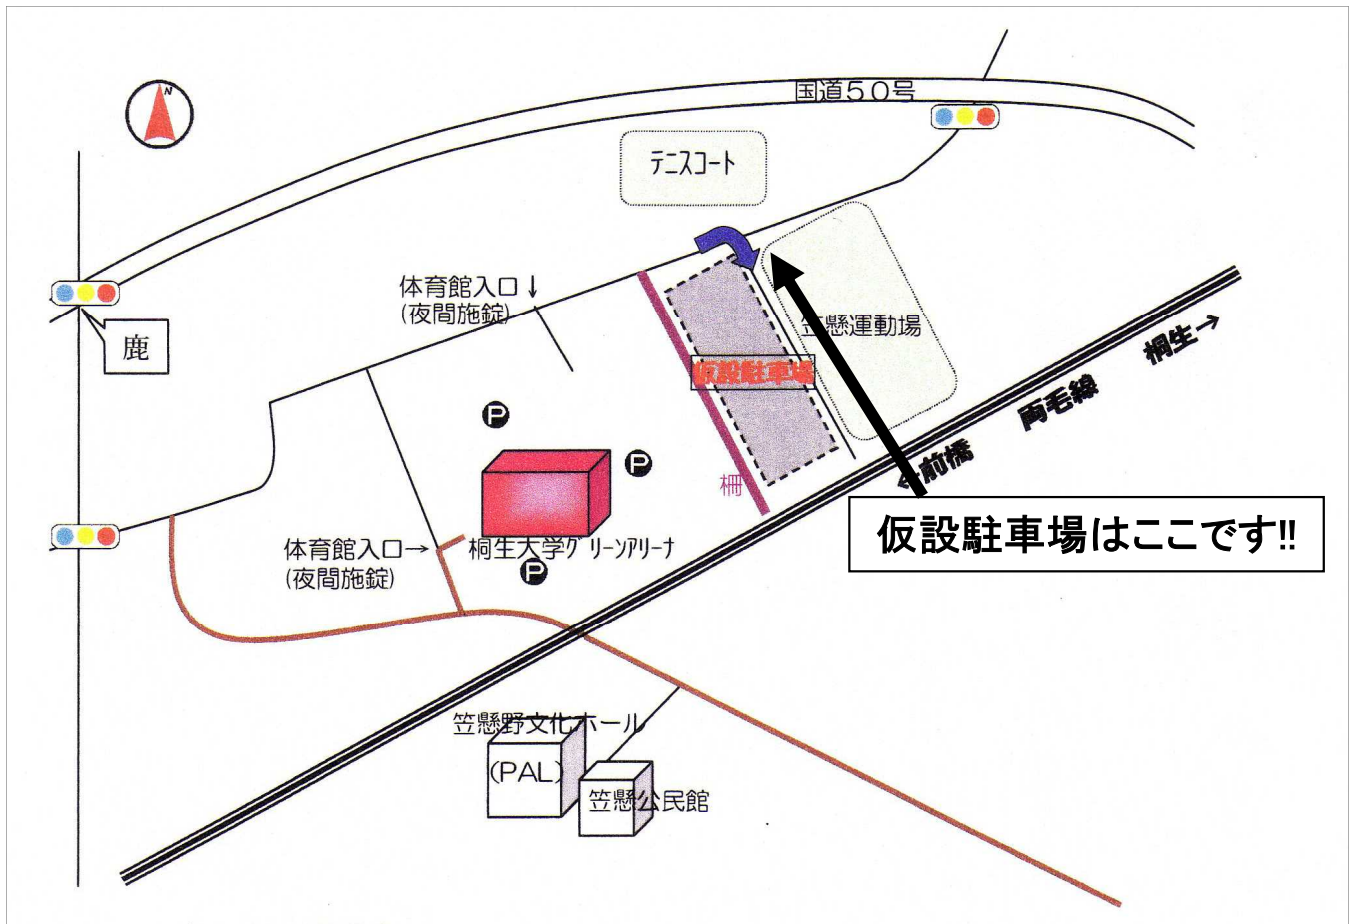 N
国道50号
テニスコート
体育館入口↓
(夜間施錠)
鹿
笠懸運動場
仮設駐車場
桐生→
両毛線
←前橋
柵
仮設駐車場はここです!!
P
P
体育館入口→
(夜間施錠)
桐生大学グリーンアリーナ
P
笠懸野文化ホール
(PAL)
笠懸公民館